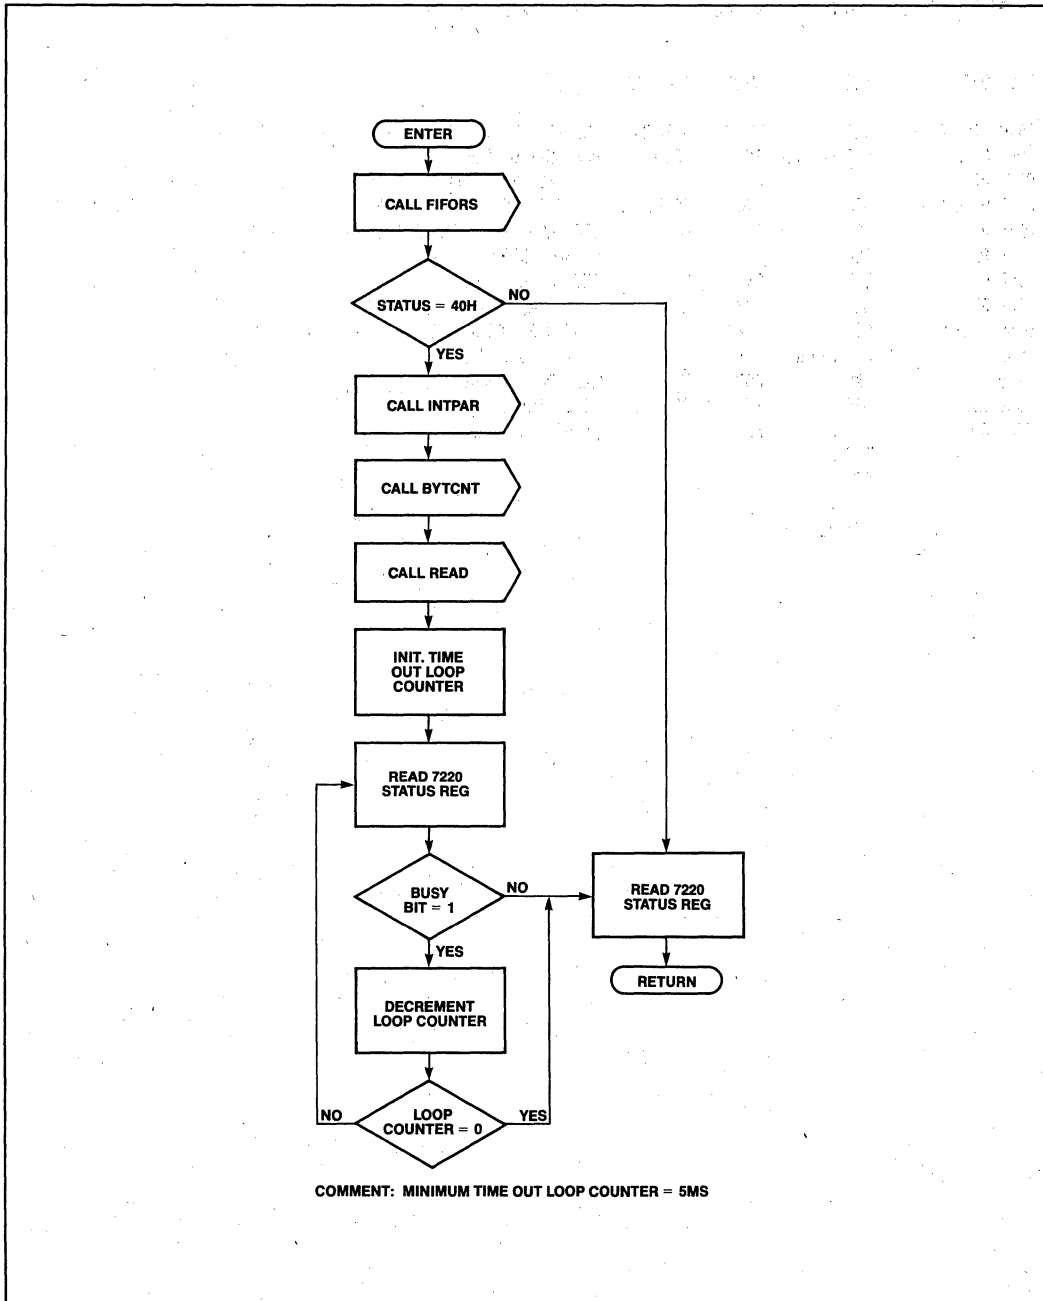 ENTER
CALL FIFORS
STATUS = 40H
NO
YES
CALL INTPAR
CALL BYTCNT
CALL READ
INIT. TIME
OUT LOOP
COUNTER
READ 7220
STATUS REG
BUSY
BIT = 1
NO
READ 7220
STATUS REG
YES
RETURN
DECREMENT
LOOP COUNTER
NO
LOOP
COUNTER = 0
YES
COMMENT: MINIMUM TIME OUT LOOP COUNTER = 5MS